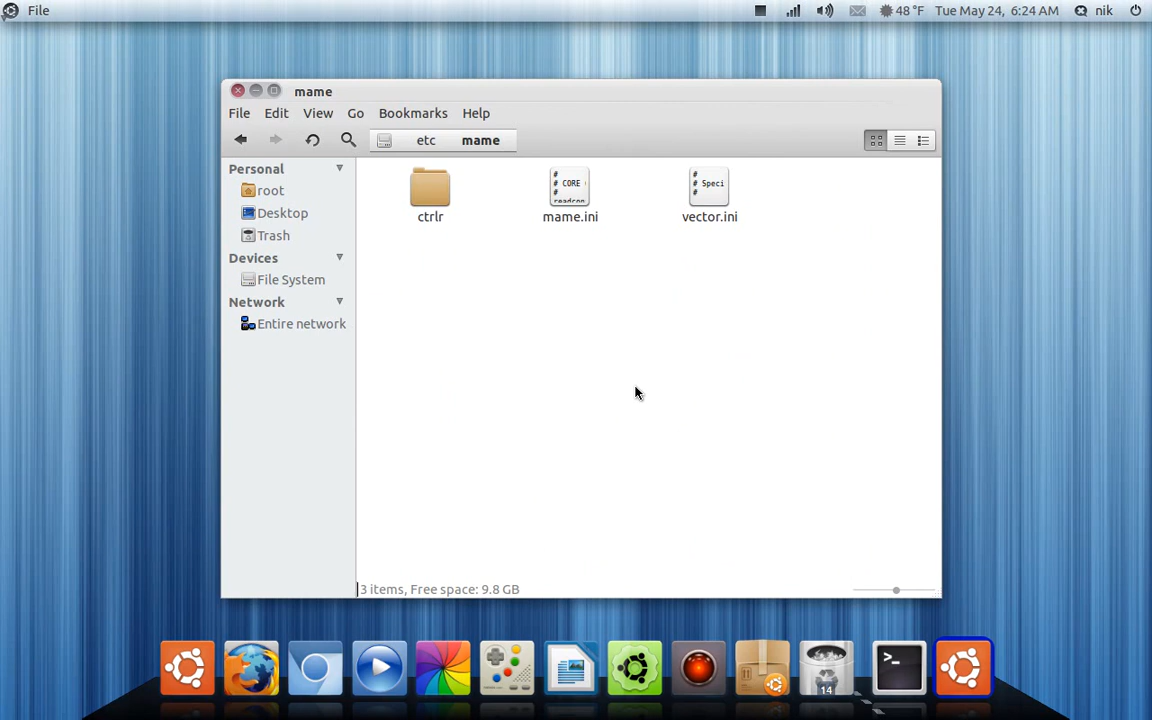 File
48 °F Tue May 24, 6:24 AM nik
mame
File Edit View Go Bookmarks Help
etc mame
Personal
root
Desktop
Trash
Devices
File System
Network
Entire network
# CORE
#
# Speci
#
ctrlr
mame.ini
vector.ini
3 items, Free space: 9.8 GB
>_
14